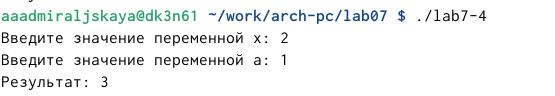 aaadmiraljskaya@dk3n61 ~/work/arch-pc/lab07 $ ./lab7-4
Введите значение переменной x: 2
Введите значение переменной a: 1
Результат: 3